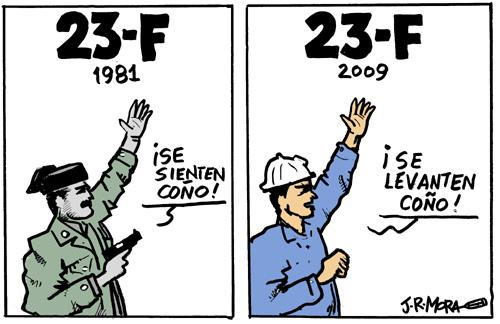 23-F
1981
¡SE
SIENTEN
COÑO!
23-F
2009
¡SE
LEVANTEN
COÑO!
J.R.MORA